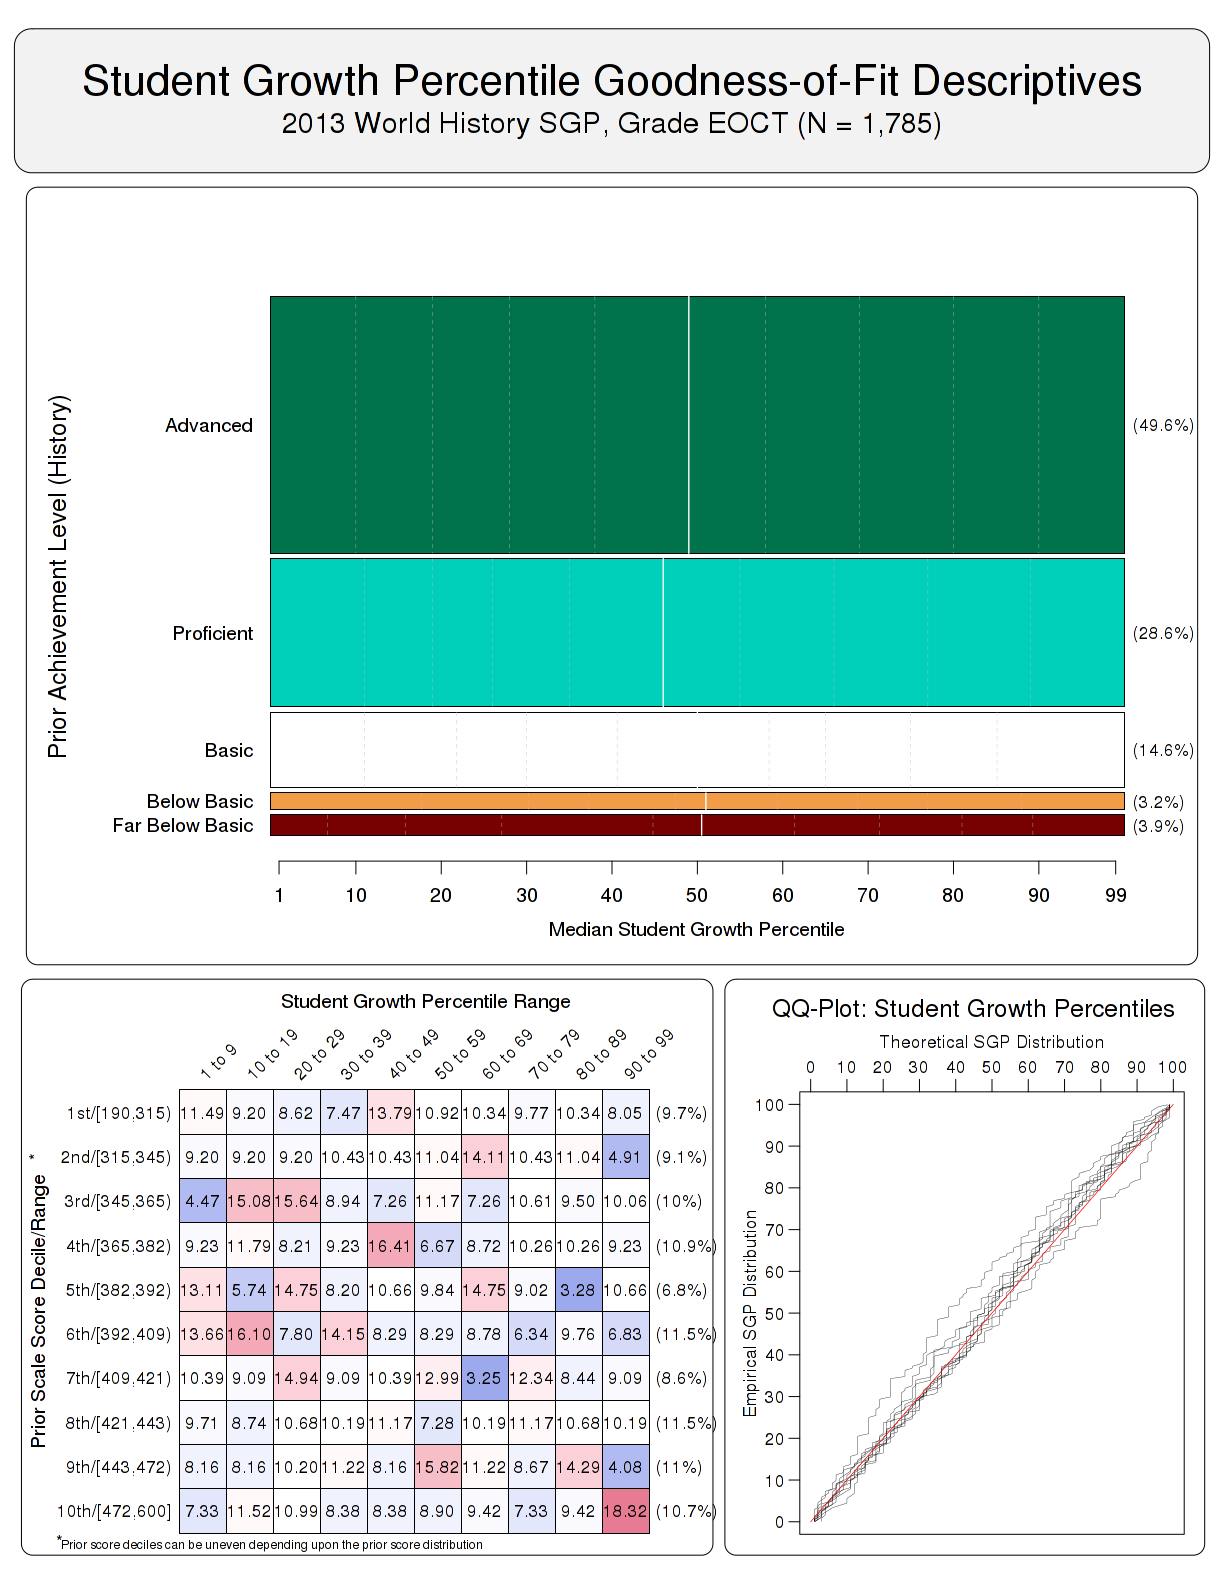 Student Growth Percentile Goodness-of-Fit Descriptives
2013 World History SGP, Grade EOCT (N = 1,785)
Prior Achievement Level (History)
Advanced (49.6%)
Proficient (28.6%)
Basic (14.6%)
Below Basic (3.2%)
Far Below Basic (3.9%)
1 10 20 30 40 50 60 70 80 90 99
Median Student Growth Percentile
Student Growth Percentile Range
1 to 9 10 to 19 20 to 29 30 to 39 40 to 49 50 to 59 60 to 69 70 to 79 80 to 89 90 to 99
Prior Scale Score Decile/Range *
1st/[190,315) 11.49 9.20 8.62 7.47 13.79 10.92 10.34 9.77 10.34 8.05 (9.7%)
2nd/[315,345) 9.20 9.20 9.20 10.43 10.43 11.04 14.11 10.43 11.04 4.91 (9.1%)
3rd/[345,365) 4.47 15.08 15.64 8.94 7.26 11.17 7.26 10.61 9.50 10.06 (10%)
4th/[365,382) 9.23 11.79 8.21 9.23 16.41 6.67 8.72 10.26 10.26 9.23 (10.9%)
5th/[382,392) 13.11 5.74 14.75 8.20 10.66 9.84 14.75 9.02 3.28 10.66 (6.8%)
6th/[392,409) 13.66 16.10 7.80 14.15 8.29 8.29 8.78 6.34 9.76 6.83 (11.5%)
7th/[409,421) 10.39 9.09 14.94 9.09 10.39 12.99 3.25 12.34 8.44 9.09 (8.6%)
8th/[421,443) 9.71 8.74 10.68 10.19 11.17 7.28 10.19 11.17 10.68 10.19 (11.5%)
9th/[443,472) 8.16 8.16 10.20 11.22 8.16 15.82 11.22 8.67 14.29 4.08 (11%)
10th/[472,600] 7.33 11.52 10.99 8.38 8.38 8.90 9.42 7.33 9.42 18.32 (10.7%)
*Prior score deciles can be uneven depending upon the prior score distribution
QQ-Plot: Student Growth Percentiles
Theoretical SGP Distribution
0 10 20 30 40 50 60 70 80 90 100
Empirical SGP Distribution
100
90
80
70
60
50
40
30
20
10
0